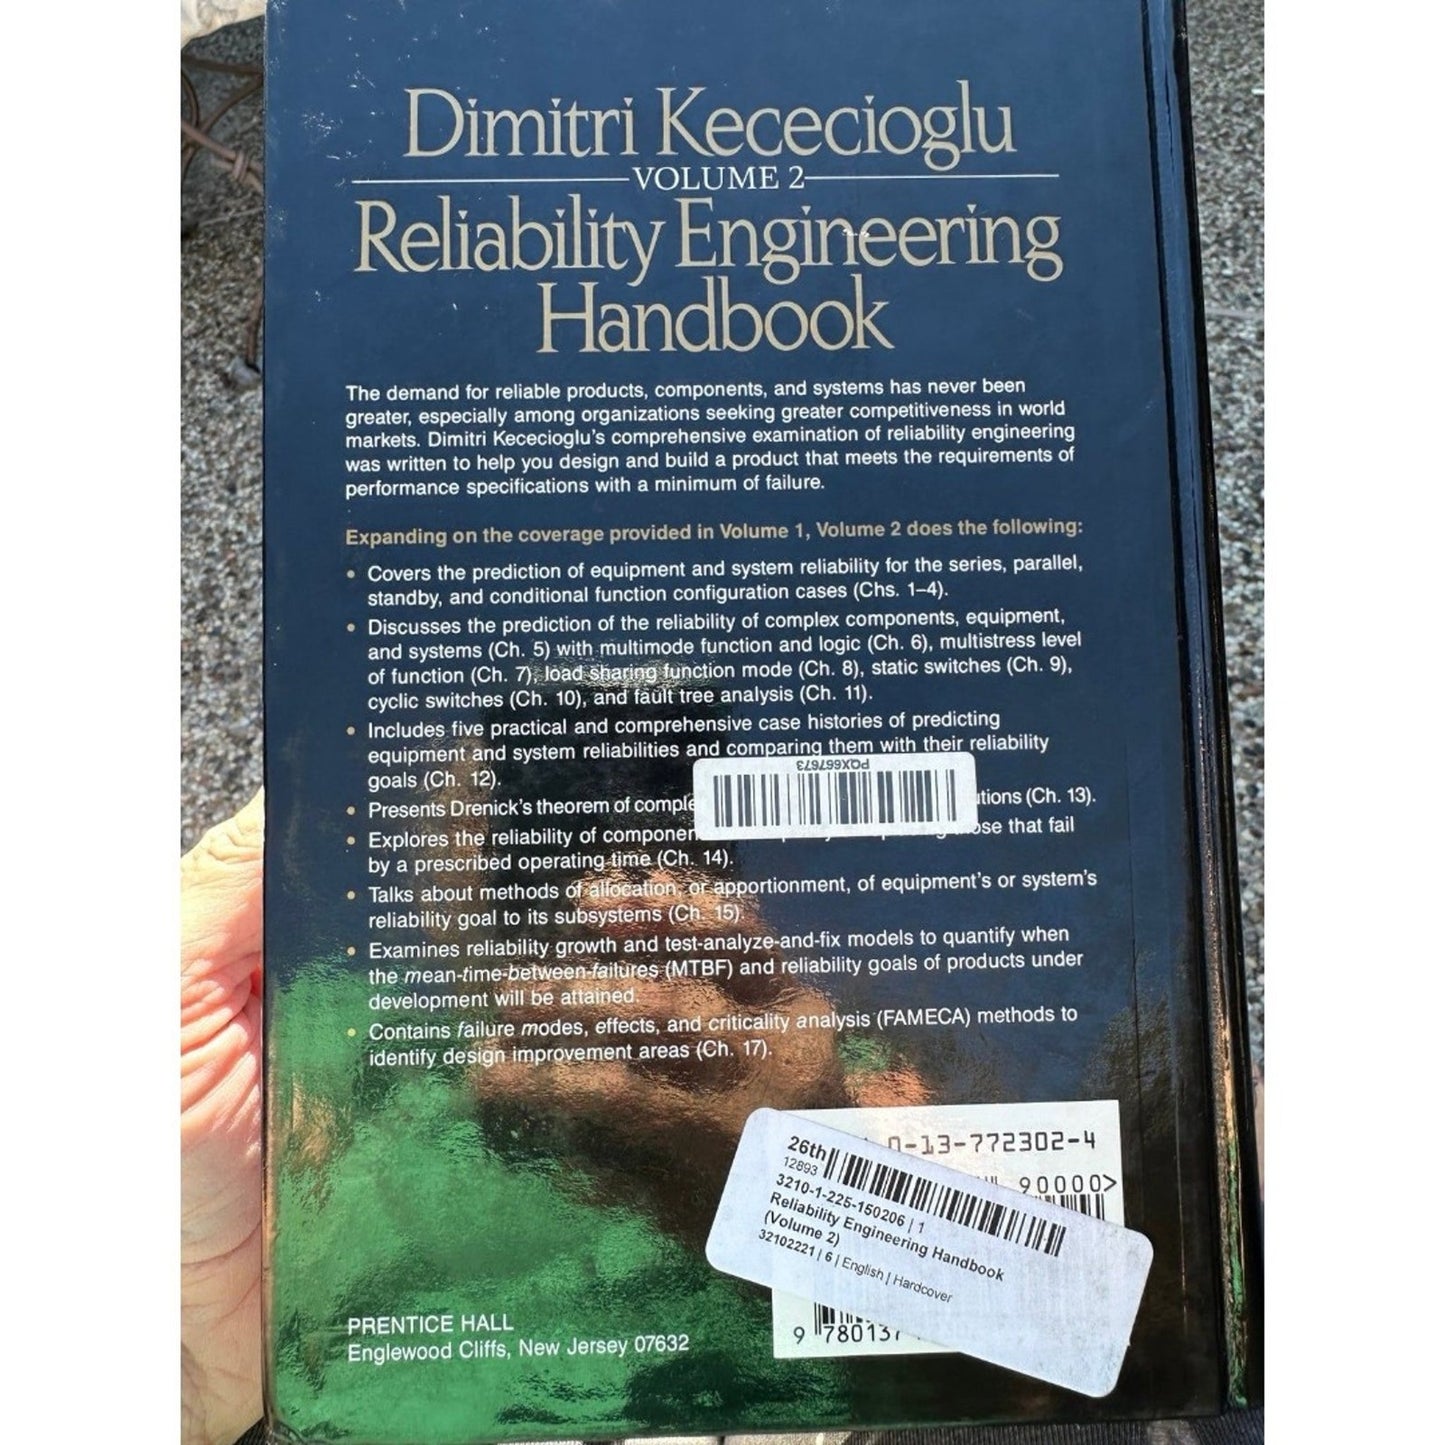 Dimitri Kececioglu
VOLUME 2
Reliability Engineering
Handbook
The demand for reliable products, components, and systems has never been
greater, especially among organizations seeking greater competitiveness in world
markets. Dimitri Kececioglu's comprehensive examination of reliability engineering
was written to help you design and build a product that meets the requirements of
performance specifications with a minimum of failure.
Expanding on the coverage provided in Volume 1, Volume 2 does the following:
• Covers the prediction of equipment and system reliability for the series, parallel,
standby, and conditional function configuration cases (Chs. 1–4).
• Discusses the prediction of the reliability of complex components, equipment,
and systems (Ch. 5) with multimode function and logic (Ch. 6), multistress level
of function (Ch. 7), load sharing function mode (Ch. 8), static switches (Ch. 9),
cyclic switches (Ch. 10), and fault tree analysis (Ch. 11).
• Includes five practical and comprehensive case histories of predicting
equipment and system reliabilities and comparing them with their reliability
goals (Ch. 12).
PQX667673
• Presents Drenick's theorem of (Ch. 13).
• Explores the reliability of that fail
by a prescribed operating time (Ch. 14).
• Talks about methods of allocation, or apportionment, of equipment's or system's
reliability goal to its subsystems (Ch. 15).
• Examines reliability growth and test-analyze-and-fix models to quantify when
the mean-time-between-failures (MTBF) and reliability goals of products under
development will be attained.
• Contains failure modes, effects, and criticality analysis (FAMECA) methods to
identify design improvement areas (Ch. 17).
0-13-772302-4
90000>
26th
12893
3210-1-225-150206 | 1
Reliability Engineering Handbook
(Volume 2)
32102221 | 6 | English | Hardcover
9 780137
PRENTICE HALL
Englewood Cliffs, New Jersey 07632